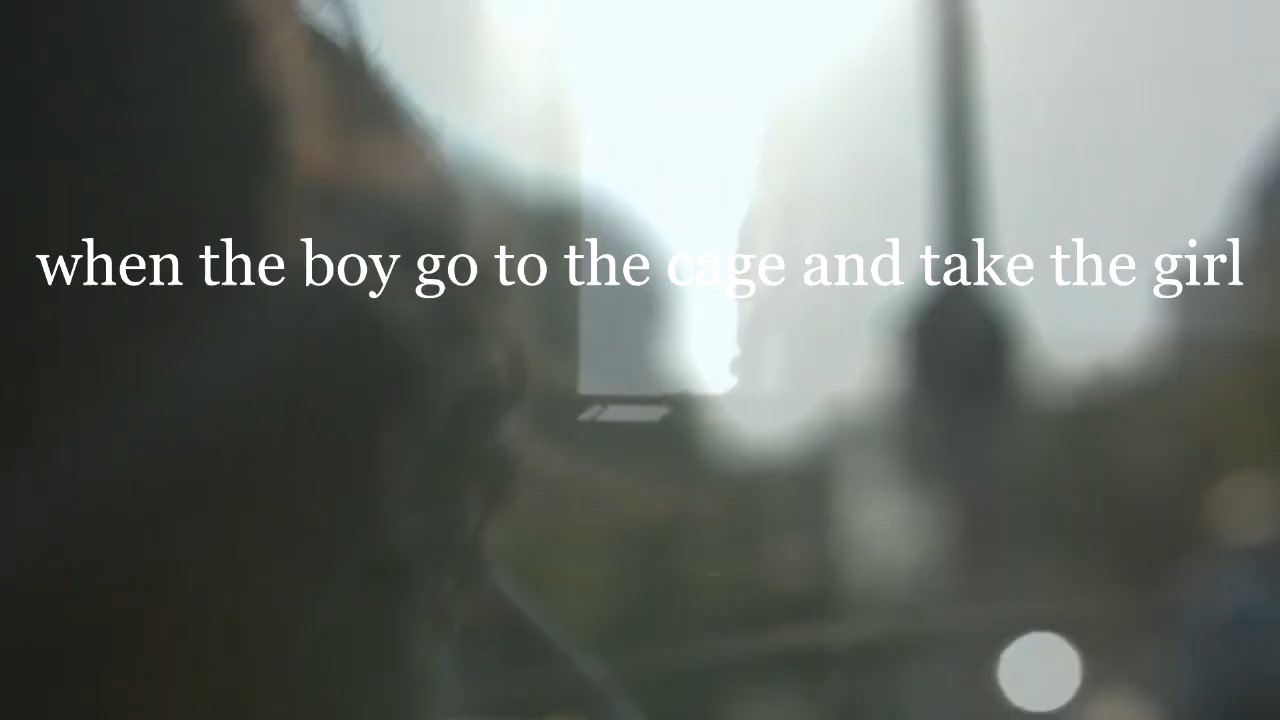 when the boy go to the cage and take the girl